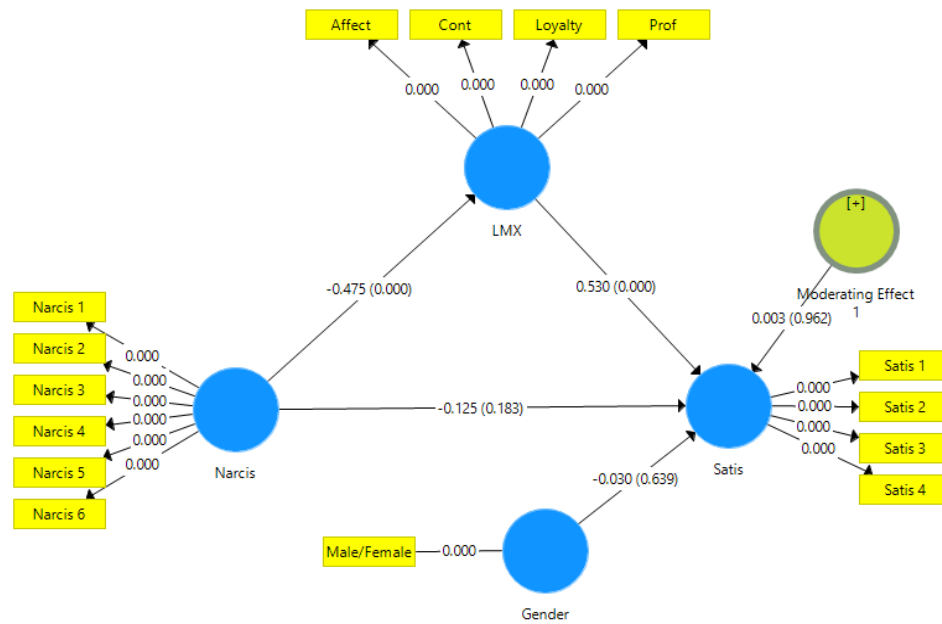 Affect
Cont
Loyalty
Prof
0.000
0.000
0.000
0.000
LMX
[+]
Moderating Effect
1
-0.475 (0.000)
0.530 (0.000)
0.003 (0.962)
Narcis 1
Narcis 2
Narcis 3
Narcis 4
Narcis 5
Narcis 6
0.000
0.000
0.000
0.000
0.000
0.000
Narcis
-0.125 (0.183)
Satis
0.000
0.000
0.000
0.000
Satis 1
Satis 2
Satis 3
Satis 4
-0.030 (0.639)
Male/Female
0.000
Gender